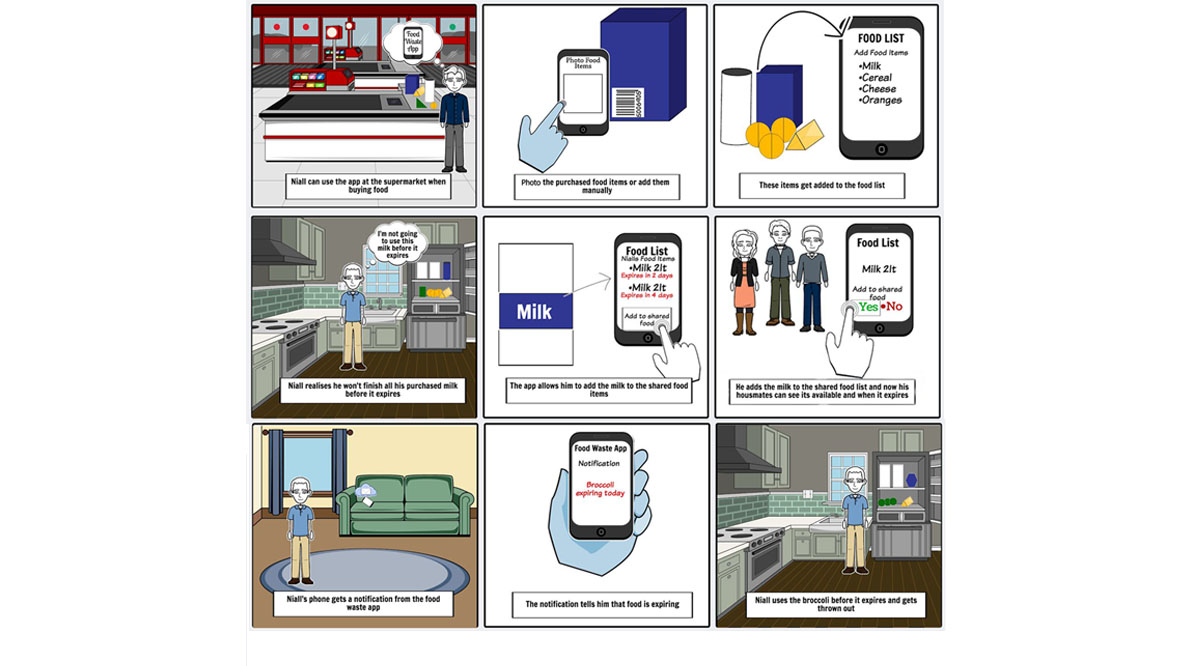 Food
Waste
App
Niall can use the app at the supermarket when
buying food
Photo Food
Items
5006405
Photo the purchased food items or add them
manually
FOOD LIST
Add Food Items
•Milk
•Cereal
•Cheese
•Oranges
These items get added to the food list
I'm not going
to use this
milk before it
expires
Niall realises he won't finish all his purchased milk
before it expires
Milk
Food List
Nialls Food Items
•Milk 2lt
Expires in 2 days
•Milk 2lt
Expires in 4 days
Add to shared
food
The app allows him to add the milk to the shared food
items
Food List
Milk 2lt
Add to shared
food
Yes •No
He adds the milk to the shared food list and now his
housmates can see its available and when it expires
Niall's phone gets a notification from the food
waste app
Food Waste App
Notification
Broccoli
expiring today
The notification tells him that food is expiring
Niall uses the broccoli before it expires and gets
thrown out